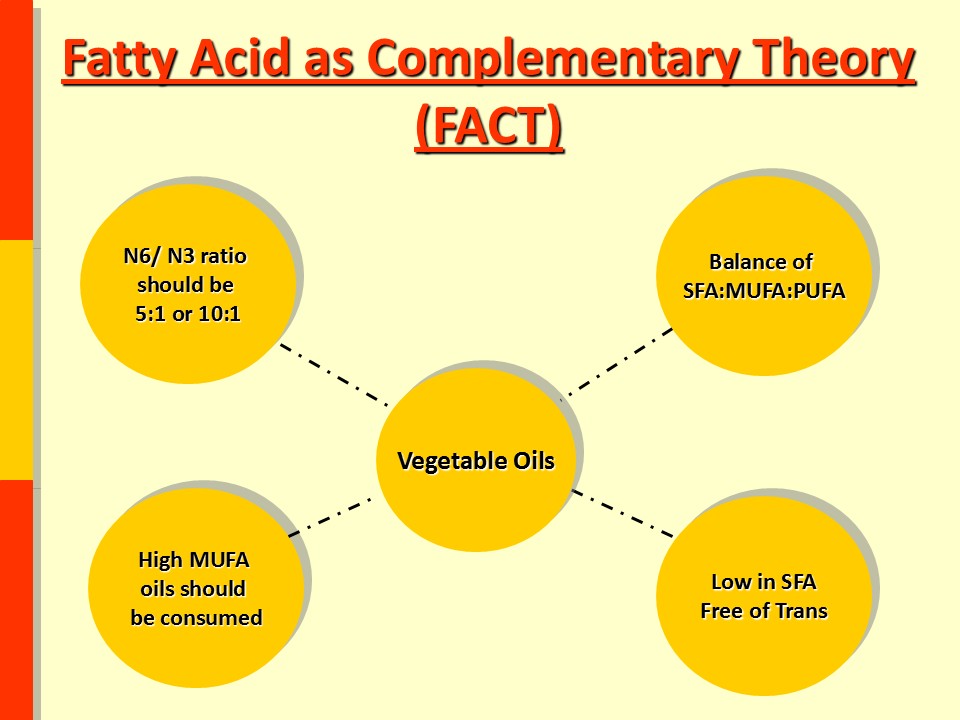 Fatty Acid as Complementary Theory
(FACT)
N6/ N3 ratio
should be
5:1 or 10:1
Balance of
SFA:MUFA:PUFA
Vegetable Oils
High MUFA
oils should
be consumed
Low in SFA
Free of Trans